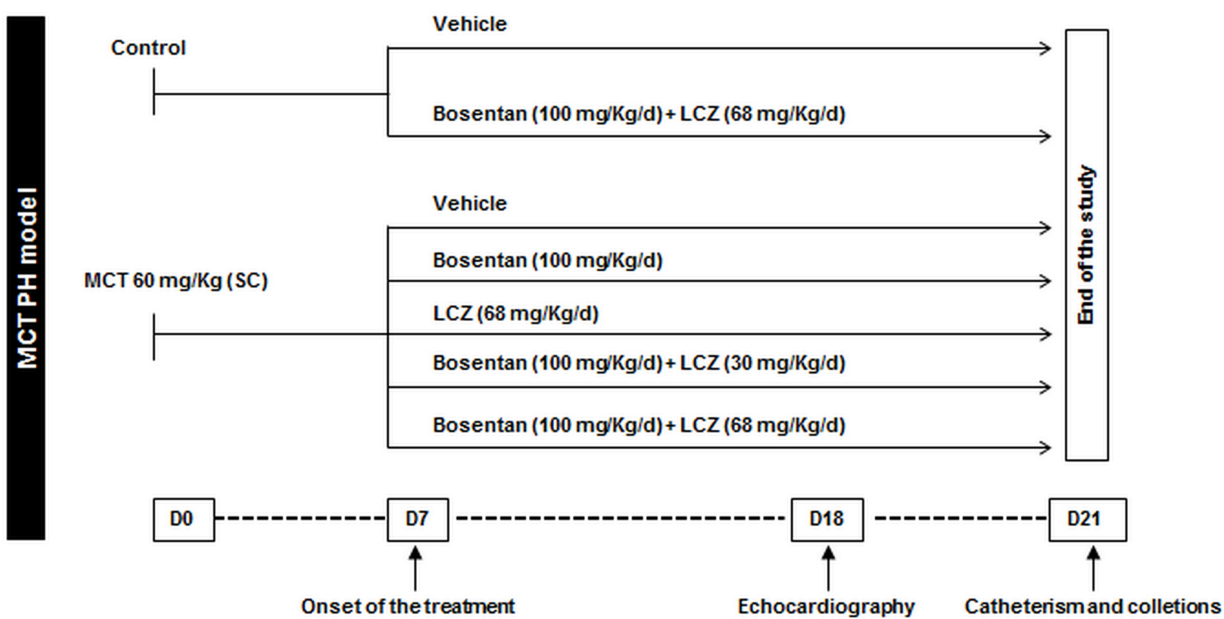 MCT PH model
Control
Vehicle
Bosentan (100 mg/Kg/d) + LCZ (68 mg/Kg/d)
MCT 60 mg/Kg (SC)
Vehicle
Bosentan (100 mg/Kg/d)
LCZ (68 mg/Kg/d)
Bosentan (100 mg/Kg/d) + LCZ (30 mg/Kg/d)
Bosentan (100 mg/Kg/d) + LCZ (68 mg/Kg/d)
End of the study
D0
D7
D18
D21
Onset of the treatment
Echocardiography
Catheterism and colletions